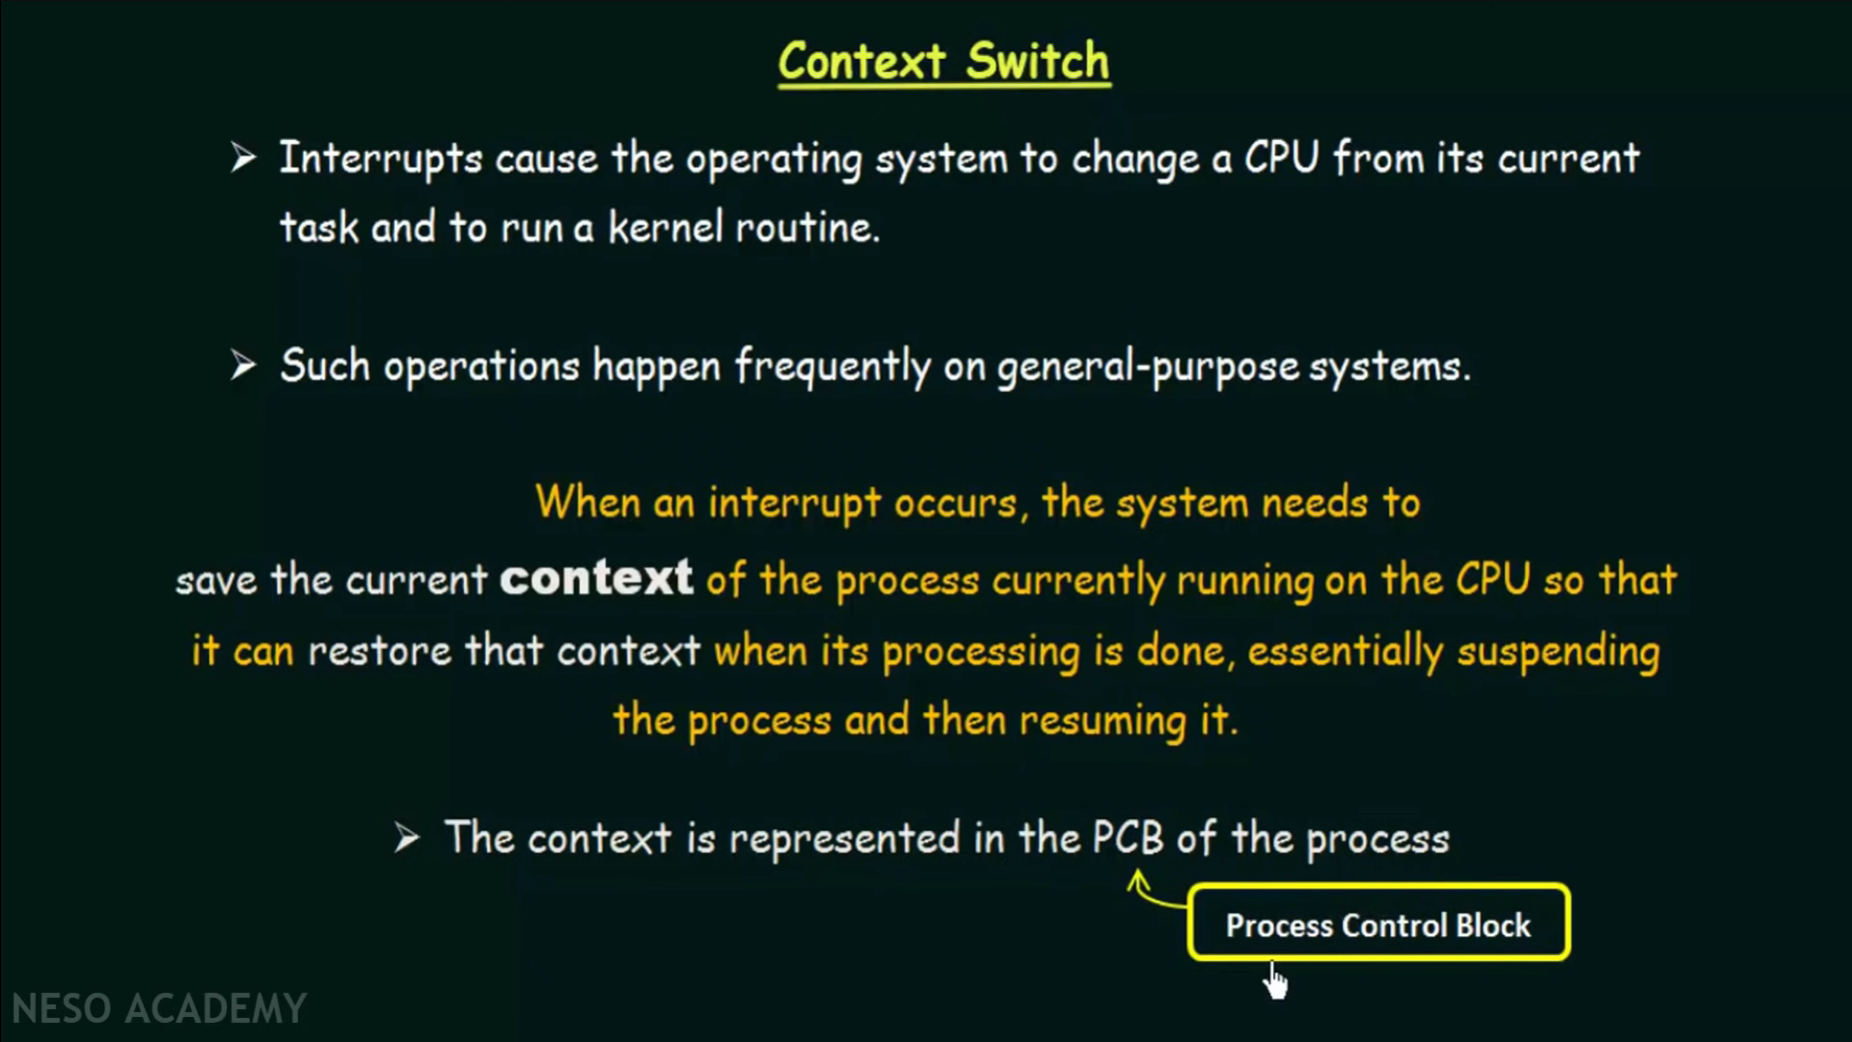 Context Switch
➢ Interrupts cause the operating system to change a CPU from its current
task and to run a kernel routine.
➢ Such operations happen frequently on general-purpose systems.
When an interrupt occurs, the system needs to
save the current context of the process currently running on the CPU so that
it can restore that context when its processing is done, essentially suspending
the process and then resuming it.
➢ The context is represented in the PCB of the process
Process Control Block
NESO ACADEMY